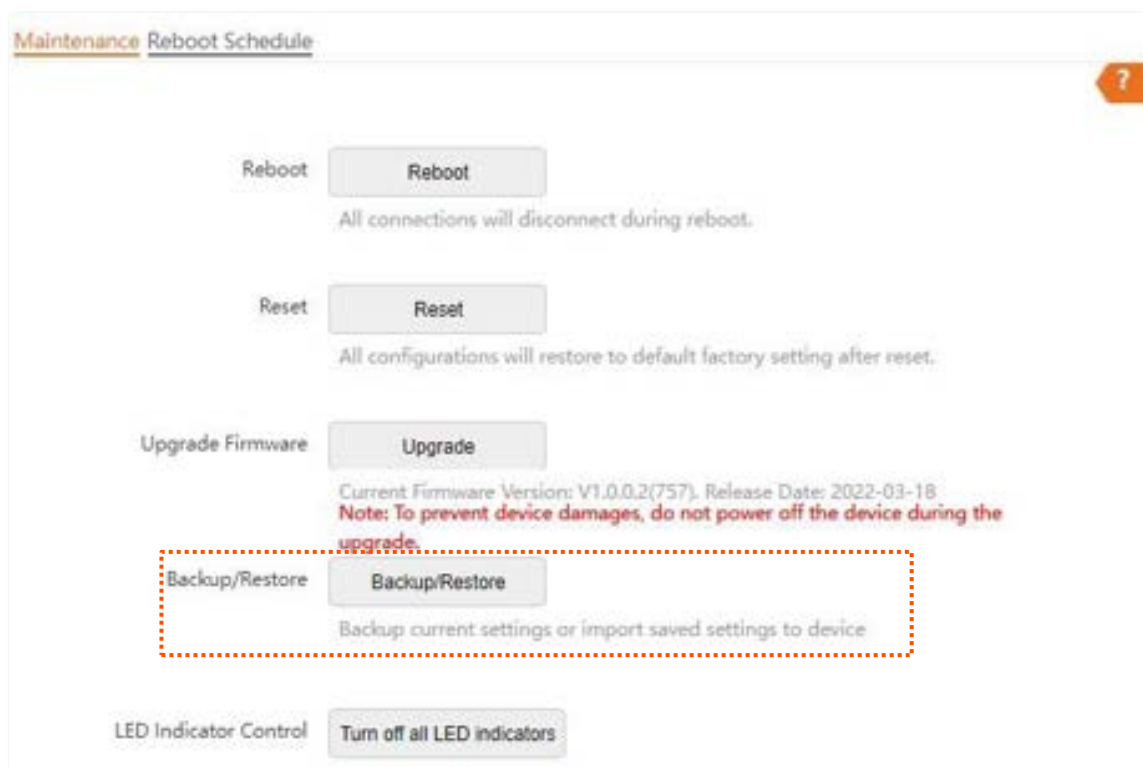 Maintenance Reboot Schedule
?
Reboot Reboot
All connections will disconnect during reboot.
Reset Reset
All configurations will restore to default factory setting after reset.
Upgrade Firmware Upgrade
Current Firmware Version: V1.0.0.2(757). Release Date: 2022-03-18
Note: To prevent device damages, do not power off the device during the
upgrade.
Backup/Restore Backup/Restore
Backup current settings or import saved settings to device
LED Indicator Control Turn off all LED indicators